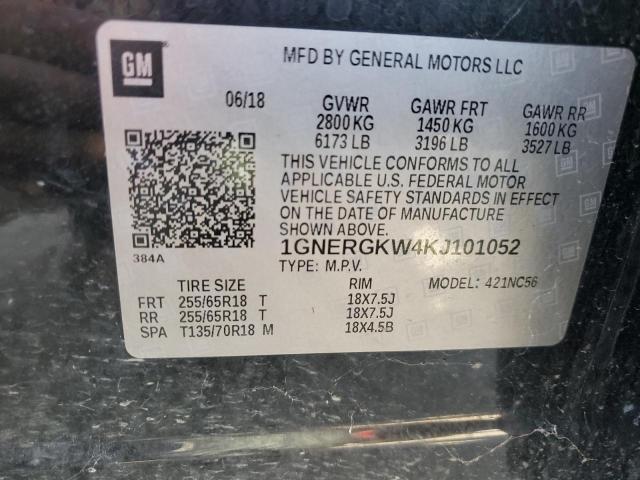 GM
MFD BY GENERAL MOTORS LLC
06/18 GVWR GAWR FRT GAWR RR
2800 KG 1450 KG 1600 KG
6173 LB 3196 LB 3527 LB
THIS VEHICLE CONFORMS TO ALL
APPLICABLE U.S. FEDERAL MOTOR
VEHICLE SAFETY STANDARDS IN EFFECT
ON THE DATE OF MANUFACTURE
SHOWN ABOVE.
384A
1GNERGKW4KJ101052
TYPE: M.P.V. MODEL: 421NC56
TIRE SIZE RIM
FRT 255/65R18 T 18X7.5J
RR 255/65R18 T 18X7.5J
SPA T135/70R18 M 18X4.5B